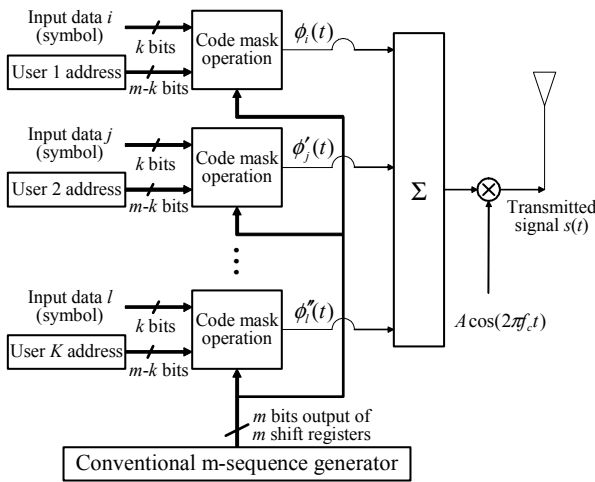 Input data i
(symbol)
k bits
User 1 address
m-k bits
Code mask
operation
ϕi(t)
Input data j
(symbol)
k bits
User 2 address
m-k bits
Code mask
operation
ϕ′j(t)
Input data l
(symbol)
k bits
User K address
m-k bits
Code mask
operation
ϕ″l(t)
Σ
Transmitted
signal s(t)
A cos(2πfct)
m bits output of
m shift registers
Conventional m-sequence generator